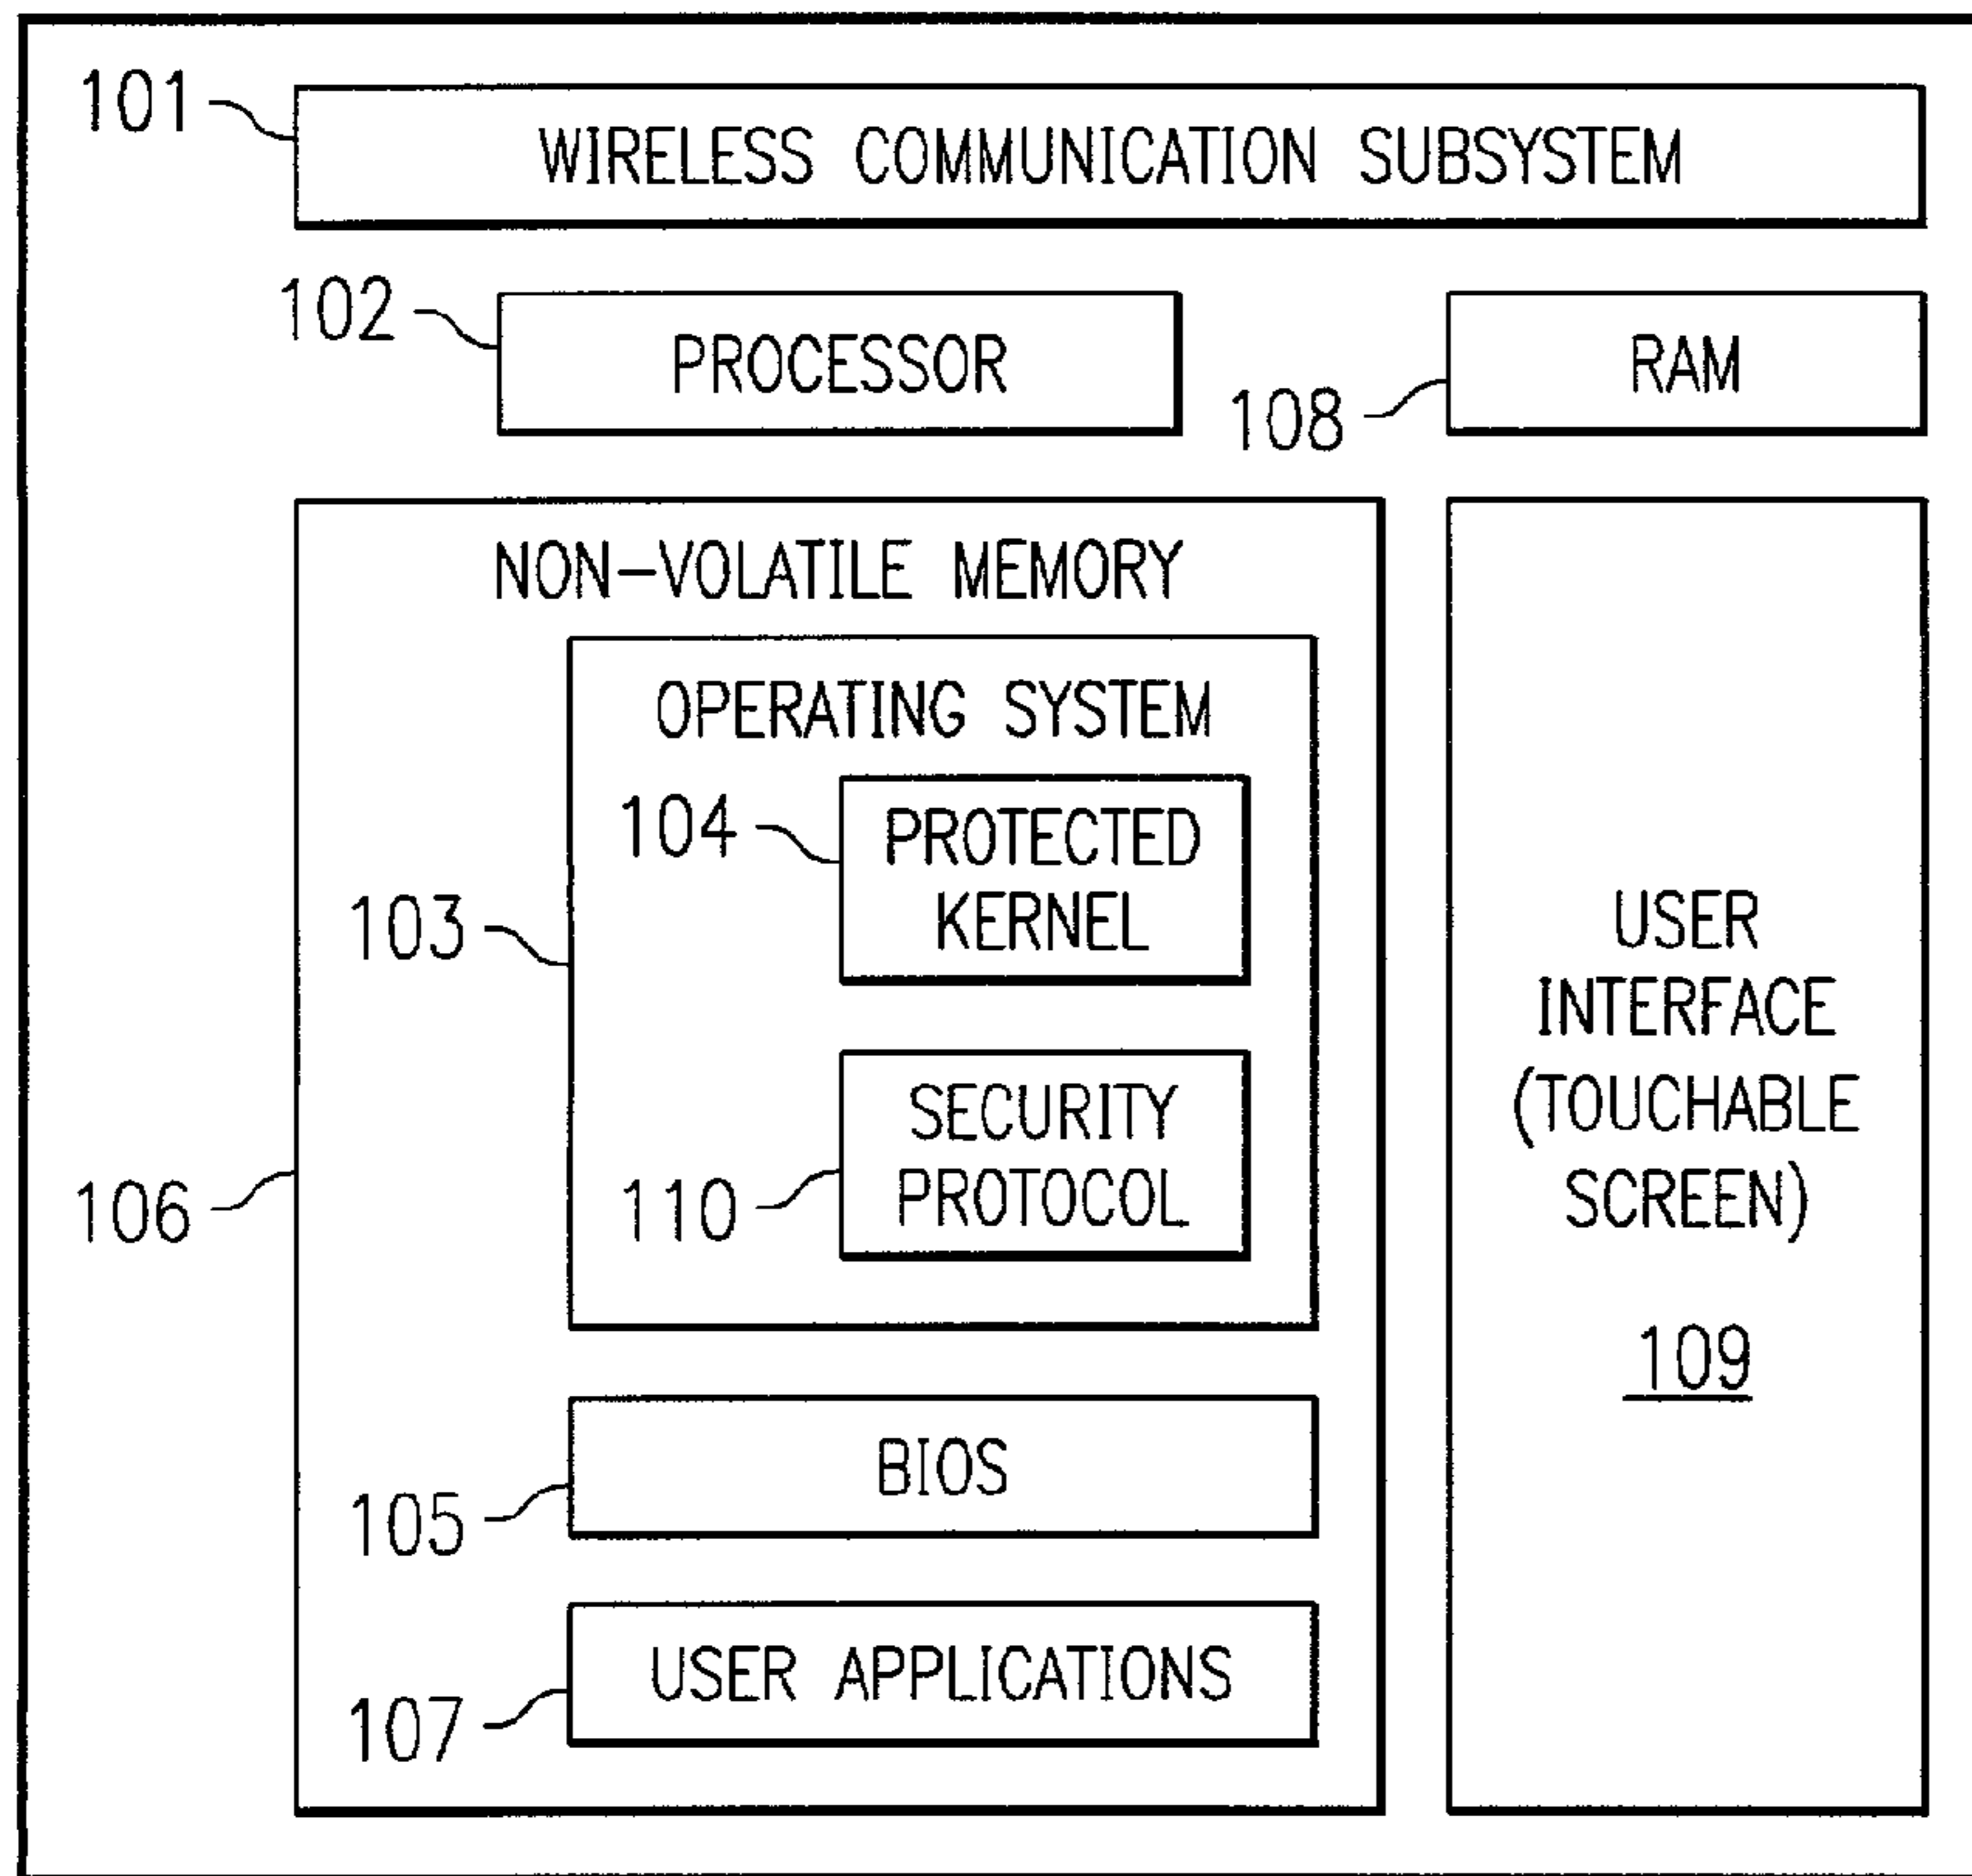 101
WIRELESS COMMUNICATION SUBSYSTEM
102
PROCESSOR
108
RAM
NON-VOLATILE MEMORY
OPERATING SYSTEM
104
PROTECTED
KERNEL
103
110
SECURITY
PROTOCOL
106
105
BIOS
107
USER APPLICATIONS
USER
INTERFACE
(TOUCHABLE
SCREEN)
109